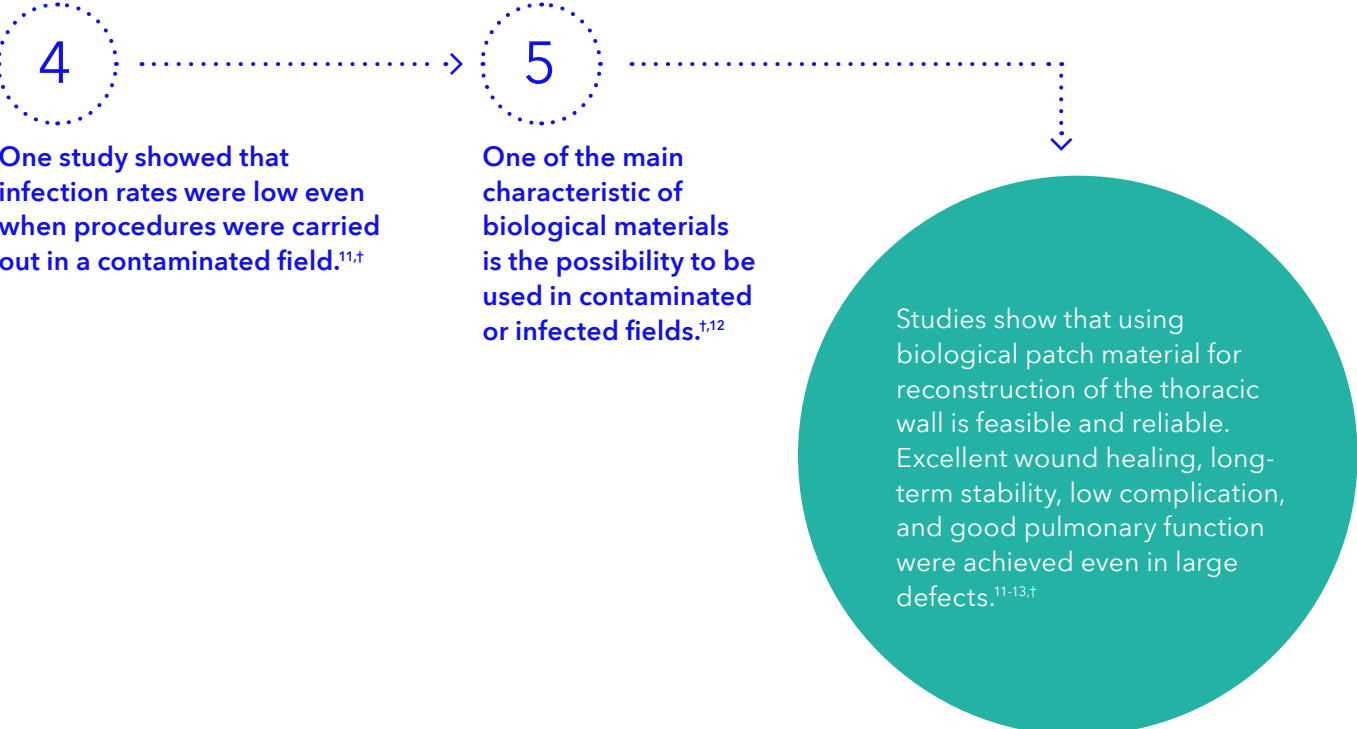 4
One study showed that
infection rates were low even
when procedures were carried
out in a contaminated field.11,†
5
One of the main
characteristic of
biological materials
is the possibility to be
used in contaminated
or infected fields.†,12
Studies show that using
biological patch material for
reconstruction of the thoracic
wall is feasible and reliable.
Excellent wound healing, long-
term stability, low complication,
and good pulmonary function
were achieved even in large
defects.11-13,†